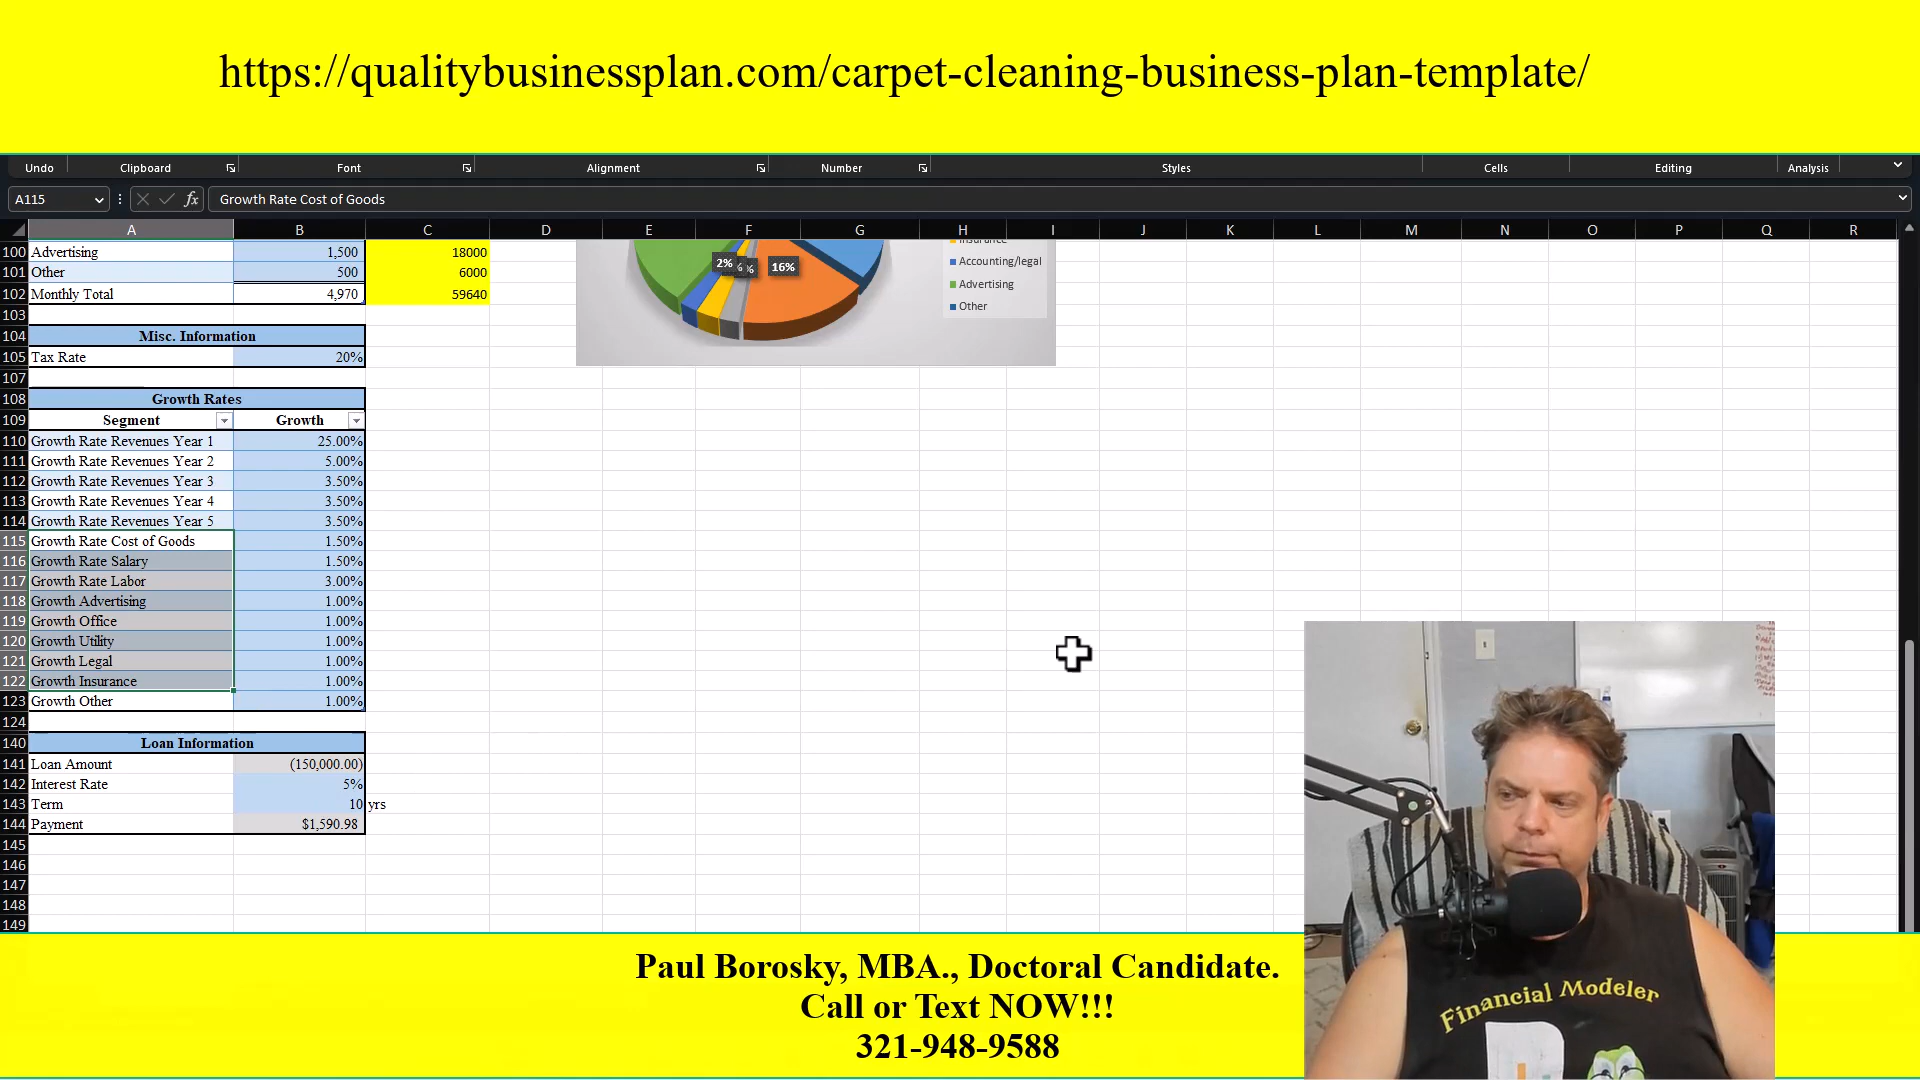 https://qualitybusinessplan.com/carpet-cleaning-business-plan-template/
Undo Clipboard Font Alignment Number Styles Cells Editing Analysis
A115 fx Growth Rate Cost of Goods
A B C D E F G H I J K L M N O P Q R
100 Advertising 1,500 18000
101 Other 500 6000
102 Monthly Total 4,970 59640
103
104 Misc. Information
105 Tax Rate 20%
107
108 Growth Rates
109 Segment Growth
110 Growth Rate Revenues Year 1 25.00%
111 Growth Rate Revenues Year 2 5.00%
112 Growth Rate Revenues Year 3 3.50%
113 Growth Rate Revenues Year 4 3.50%
114 Growth Rate Revenues Year 5 3.50%
115 Growth Rate Cost of Goods 1.50%
116 Growth Rate Salary 1.50%
117 Growth Rate Labor 3.00%
118 Growth Advertising 1.00%
119 Growth Office 1.00%
120 Growth Utility 1.00%
121 Growth Legal 1.00%
122 Growth Insurance 1.00%
123 Growth Other 1.00%
124
140 Loan Information
141 Loan Amount (150,000.00)
142 Interest Rate 5%
143 Term 10 yrs
144 Payment $1,590.98
145
146
147
148
149
2% % % 16%
Insurance
Accounting/legal
Advertising
Other
Financial Modeler
Paul Borosky, MBA., Doctoral Candidate.
Call or Text NOW!!!
321-948-9588